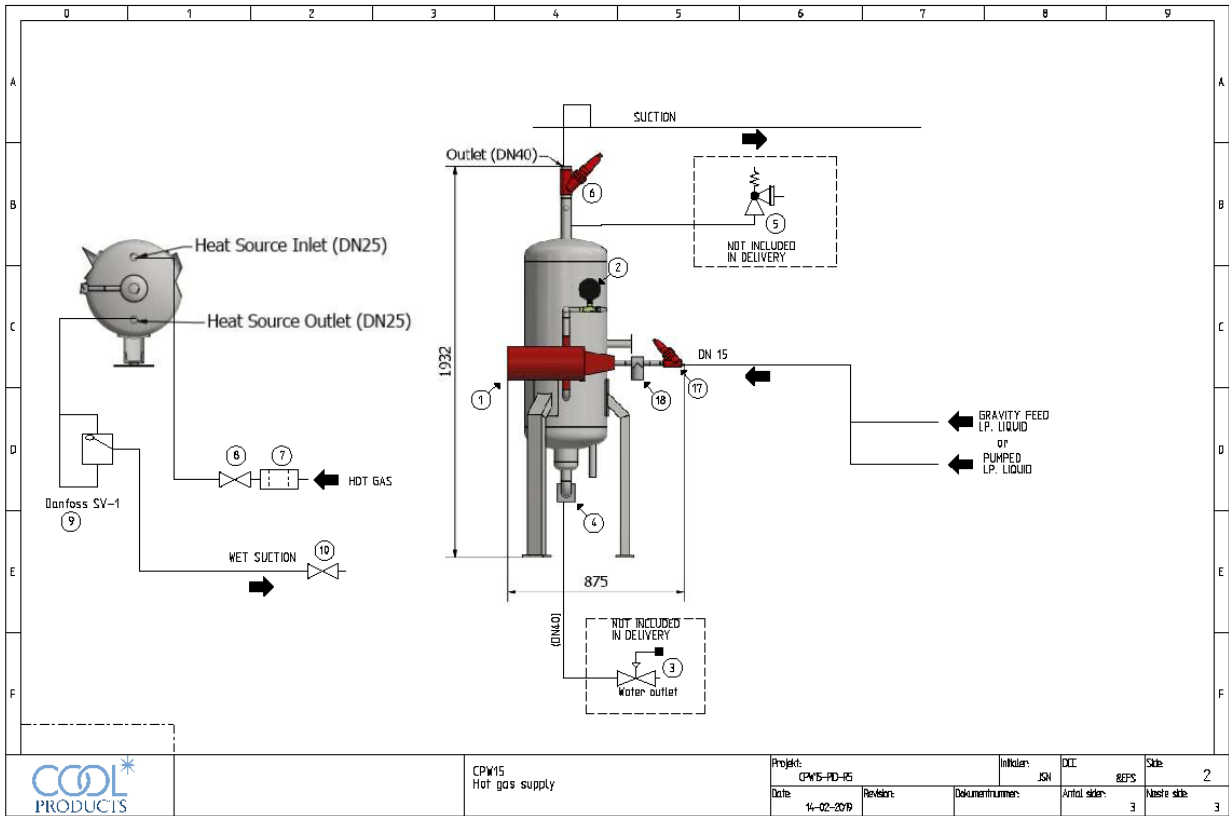 0 1 2 3 4 5 6 7 8 9
A A
SUCTION
Outlet (DN40)
6
B B
5
NOT INCLUDED
IN DELIVERY
Heat Source Inlet (DN25)
2
C C
Heat Source Outlet (DN25)
1932
DN 15
1
18
17
GRAVITY FEED
LP. LIQUID
or
PUMPED
LP. LIQUID
D D
8 7
HOT GAS
Danfoss SV-1
9
4
WET SUCTION
10
E E
875
(DN40)
NOT INCLUDED
IN DELIVERY
3
Water outlet
F F
COOL
PRODUCTS
CPW15
Hot gas supply
Projekt:
CPW15-PID-R5
Initialer:
JSN
DCC
&EFS
Side:
2
Dato:
14-02-2019
Revision:
Dokumentnummer:
Antal sider:
3
Næste side:
3